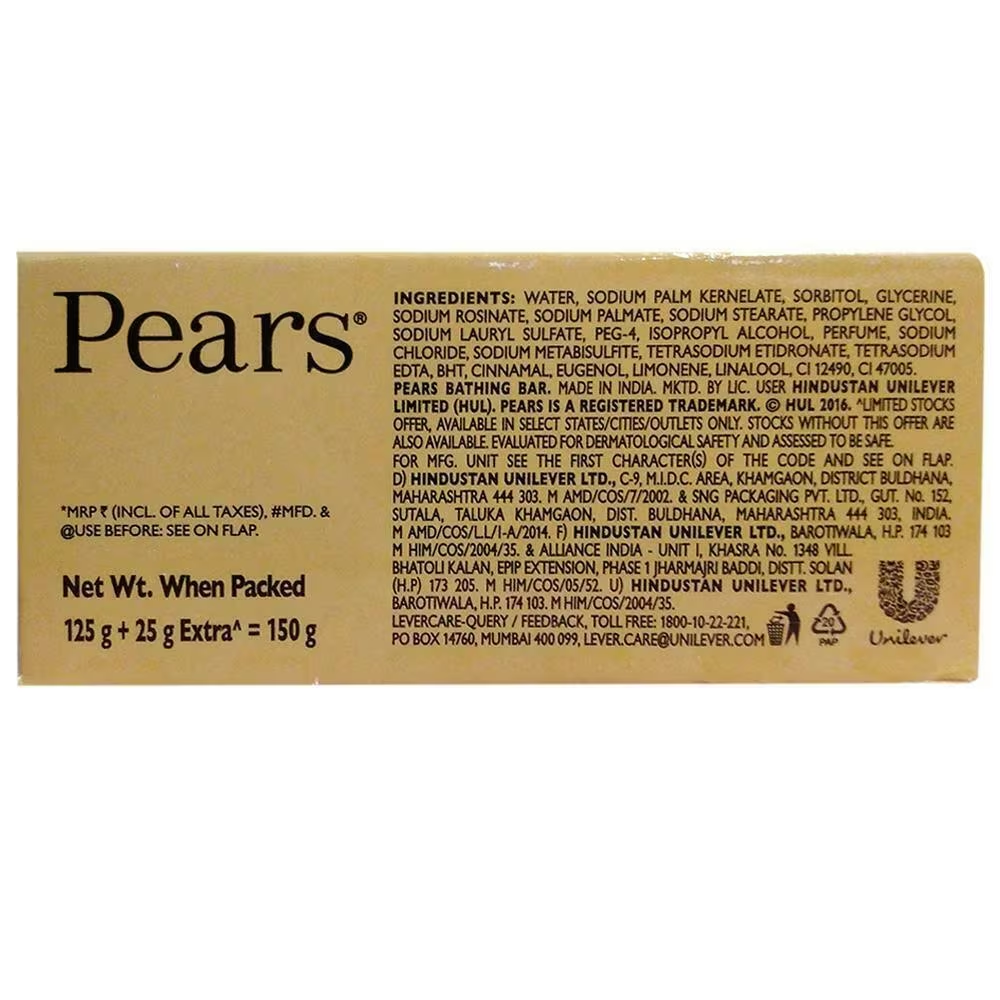 Pears®
*MRP ₹ (INCL. OF ALL TAXES), #MFD. &
@USE BEFORE: SEE ON FLAP.
Net Wt. When Packed
125 g + 25 g Extra^ = 150 g
INGREDIENTS: WATER, SODIUM PALM KERNELATE, SORBITOL, GLYCERINE,
SODIUM ROSINATE, SODIUM PALMATE, SODIUM STEARATE, PROPYLENE GLYCOL,
SODIUM LAURYL SULFATE, PEG-4, ISOPROPYL ALCOHOL, PERFUME, SODIUM
CHLORIDE, SODIUM METABISULFITE, TETRASODIUM ETIDRONATE, TETRASODIUM
EDTA, BHT, CINNAMAL, EUGENOL, LIMONENE, LINALOOL, CI 12490, CI 47005.
PEARS BATHING BAR. MADE IN INDIA. MKTD. BY LIC. USER HINDUSTAN UNILEVER
LIMITED (HUL). PEARS IS A REGISTERED TRADEMARK. © HUL 2016. ^LIMITED STOCKS
OFFER, AVAILABLE IN SELECT STATES/CITIES/OUTLETS ONLY. STOCKS WITHOUT THIS OFFER ARE
ALSO AVAILABLE. EVALUATED FOR DERMATOLOGICAL SAFETY AND ASSESSED TO BE SAFE.
FOR MFG. UNIT SEE THE FIRST CHARACTER(S) OF THE CODE AND SEE ON FLAP.
D) HINDUSTAN UNILEVER LTD., C-9, M.I.D.C. AREA, KHAMGAON, DISTRICT BULDHANA,
MAHARASHTRA 444 303. M AMD/COS/7/2002. & SNG PACKAGING PVT. LTD., GUT. No. 152,
SUTALA, TALUKA KHAMGAON, DIST. BULDHANA, MAHARASHTRA 444 303, INDIA.
M AMD/COS/LL/I-A/2014. F) HINDUSTAN UNILEVER LTD., BAROTIWALA, H.P. 174 103
M HIM/COS/2004/35. & ALLIANCE INDIA - UNIT I, KHASRA No. 1348 VILL.
BHATOLI KALAN, EPIP EXTENSION, PHASE 1 JHARMAJRI BADDI, DISTT. SOLAN
(H.P) 173 205. M HIM/COS/05/52. U) HINDUSTAN UNILEVER LTD.,
BAROTIWALA, H.P. 174 103. M HIM/COS/2004/35.
LEVERCARE-QUERY / FEEDBACK, TOLL FREE: 1800-10-22-221,
PO BOX 14760, MUMBAI 400 099, LEVER.CARE@UNILEVER.COM
20
PAP
Unilever